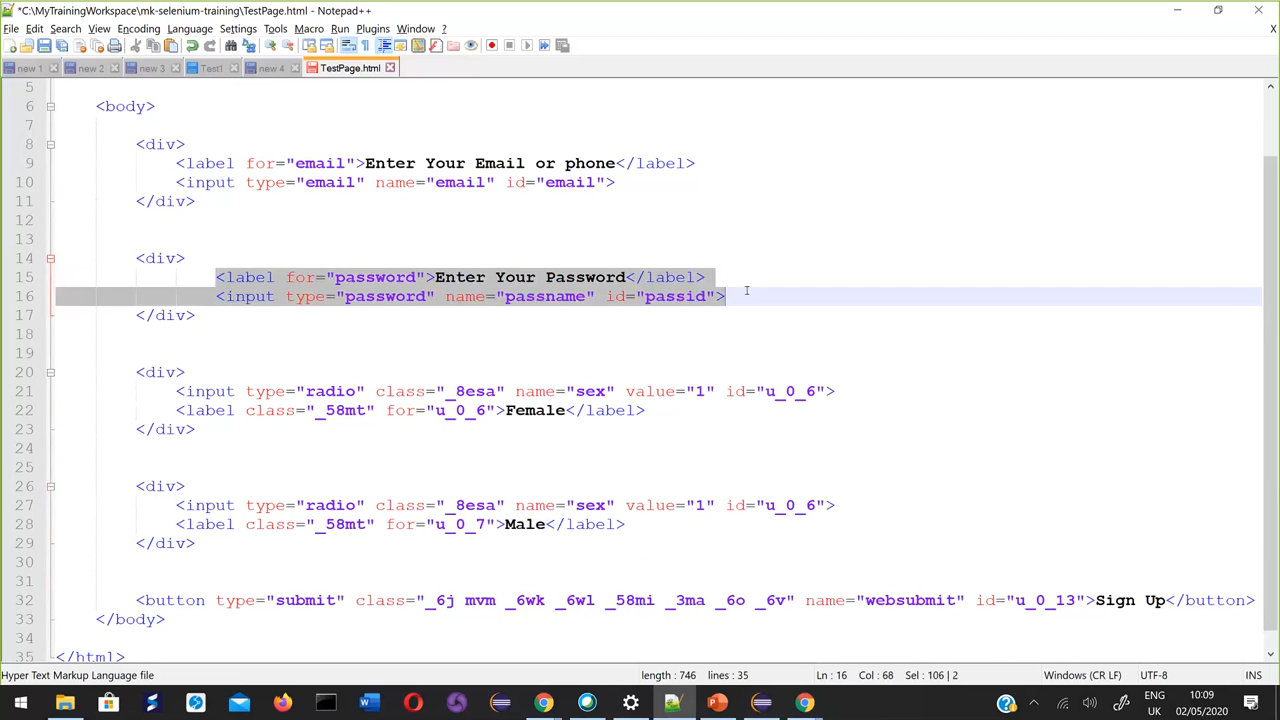 *C:\MyTrainingWorkspace\mk-selenium-training\TestPage.html - Notepad++
File Edit Search View Encoding Language Settings Tools Macro Run Plugins Window ? X
new 1 new 2 new 3 Test1 new 4 TestPage.html
5
6 <body>
7
8 <div>
9 <label for="email">Enter Your Email or phone</label>
10 <input type="email" name="email" id="email">
11 </div>
12
13
14 <div>
15 <label for="password">Enter Your Password</label>
16 <input type="password" name="passname" id="passid">
17 </div>
18
19
20 <div>
21 <input type="radio" class="_8esa" name="sex" value="1" id="u_0_6">
22 <label class="_58mt" for="u_0_6">Female</label>
23 </div>
24
25
26 <div>
27 <input type="radio" class="_8esa" name="sex" value="1" id="u_0_6">
28 <label class="_58mt" for="u_0_7">Male</label>
29 </div>
30
31
32 <button type="submit" class="_6j mvm _6wk _6wl _58mi _3ma _6o _6v" name="websubmit" id="u_0_13">Sign Up</button>
33 </body>
34
35 </html>
Hyper Text Markup Language file length : 746 lines : 35 Ln : 16 Col : 68 Sel : 106 | 2 Windows (CR LF) UTF-8 INS
ENG 10:09
UK 02/05/2020